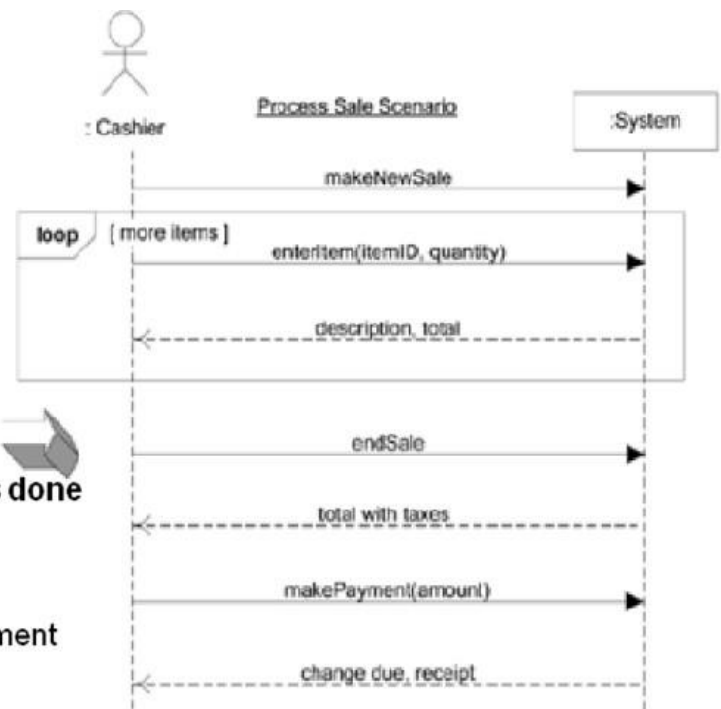 Process Sale Scenario
: Cashier
:System
makeNewSale
loop
[ more items ]
enterItem(itemID, quantity)
description, total
endSale
done
total with taxes
makePayment(amount)
change due, receipt